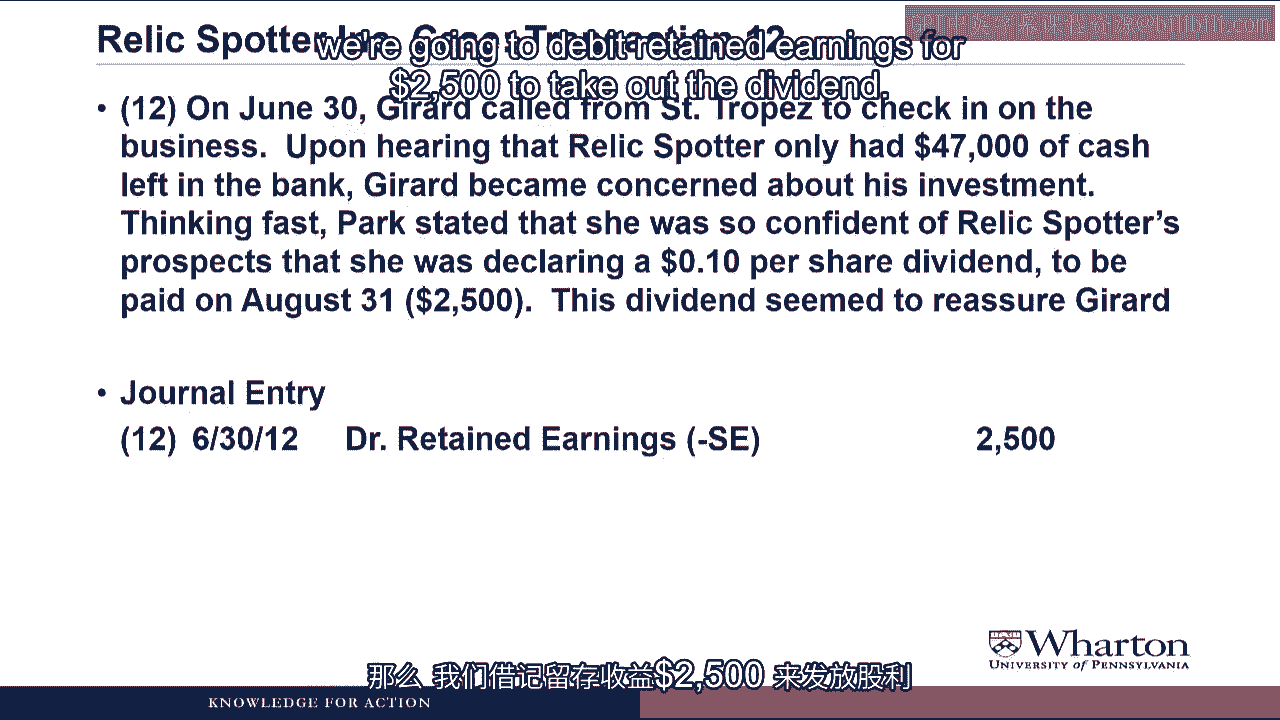 Relic Spotter Inc. Case: Transaction 12
we're going to debit retained earnings for
$2,500 to take out the dividend.
• (12) On June 30, Girard called from St. Tropez to check in on the
business. Upon hearing that Relic Spotter only had $47,000 of cash
left in the bank, Girard became concerned about his investment.
Thinking fast, Park stated that she was so confident of Relic Spotter's
prospects that she was declaring a $0.10 per share dividend, to be
paid on August 31 ($2,500). This dividend seemed to reassure Girard
• Journal Entry
(12) 6/30/12 Dr. Retained Earnings (-SE) 2,500
Wharton
UNIVERSITY of PENNSYLVANIA
那么 我们借记留存收益$2,500 来发放股利
KNOWLEDGE FOR ACTION